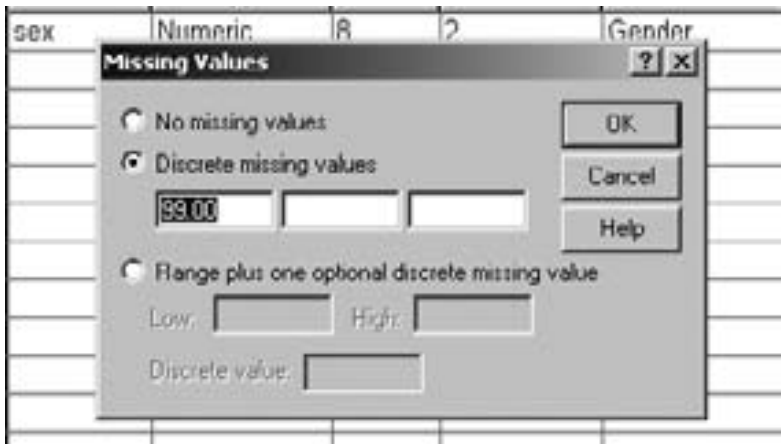 sex Numeric 8 2 Gender
Missing Values ? x
No missing values
OK
Discrete missing values
Cancel
99.00
Help
Range plus one optional discrete missing value
Low: High:
Discrete value: